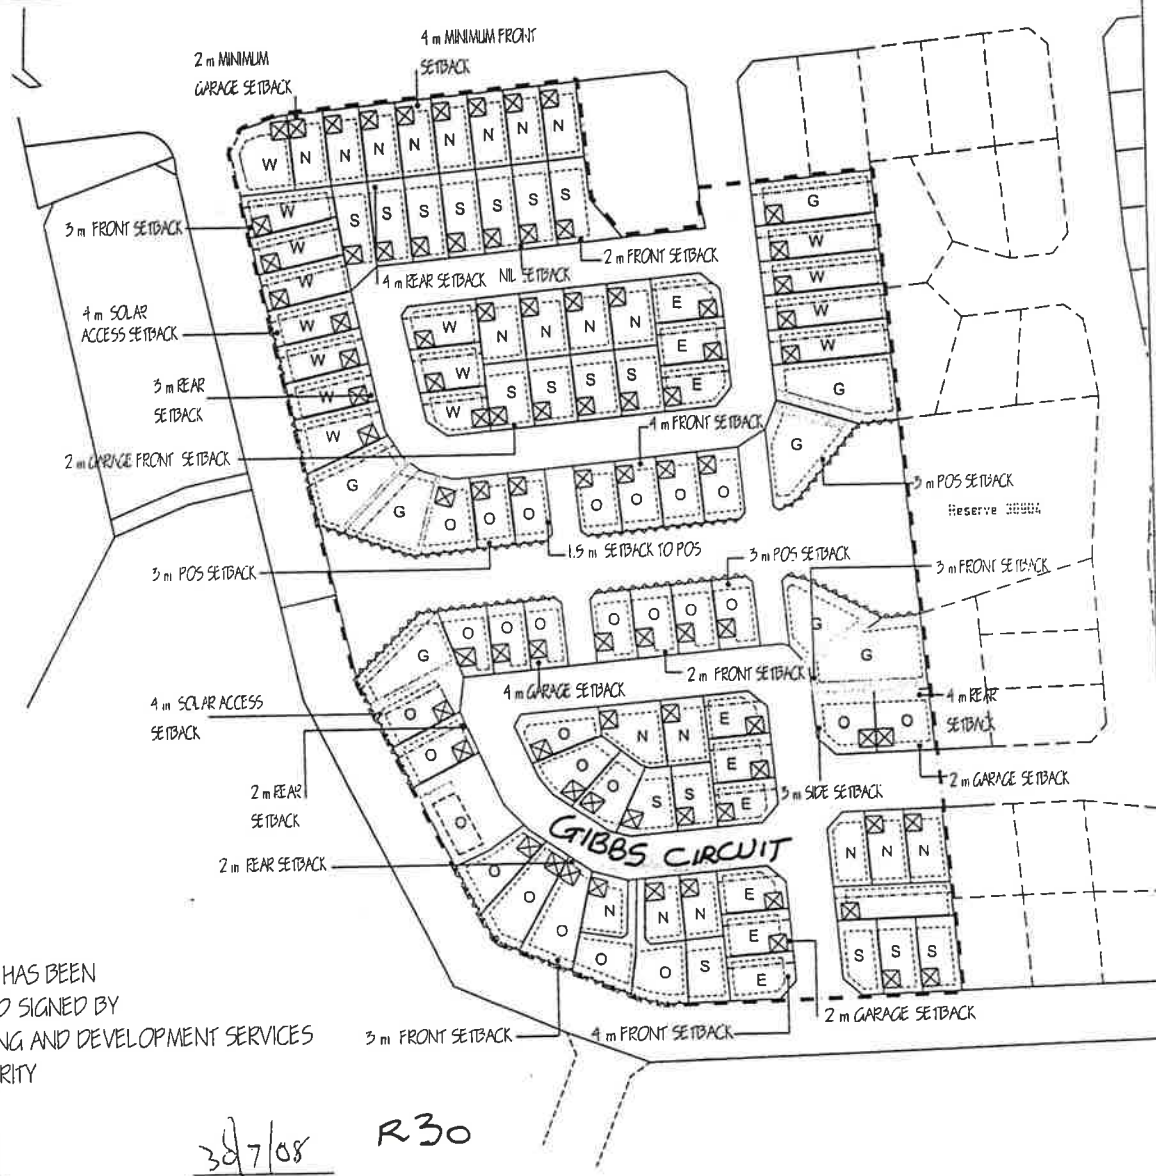 2 m MINIMUM
GARAGE SETBACK
4 m MINIMUM FRONT
SETBACK
W N N N N N N N
S S S S S S S
W
W
W
W
W
W
W
3 m FRONT SETBACK
4 m REAR SETBACK
NIL SETBACK
2 m FRONT SETBACK
G
W
W
W
W
G
G
4 m SOLAR
ACCESS SETBACK
W N N N N E
W S S S S E
W E
3 m REAR
SETBACK
4 m FRONT SETBACK
2 m GARAGE FRONT SETBACK
G G O O O
O O O O
3 m POS SETBACK
Reserve
1.5 m SETBACK TO POS
3 m POS SETBACK
3 m POS SETBACK
3 m FRONT SETBACK
G O O O
O O O O
G
G
O O
4 m GARAGE SETBACK
2 m FRONT SETBACK
4 m REAR
SETBACK
4 m SOLAR ACCESS
SETBACK
O
O
O
O N N E
O O S S E
E
2 m REAR
SETBACK
3 m SIDE SETBACK
2 m GARAGE SETBACK
GIBBS CIRCUIT
2 m REAR SETBACK
O O O N
O
N N E
E
O S E
N N N
S S S
HAS BEEN
SIGNED BY
AND DEVELOPMENT SERVICES
3 m FRONT SETBACK
4 m FRONT SETBACK
2 m GARAGE SETBACK
R30